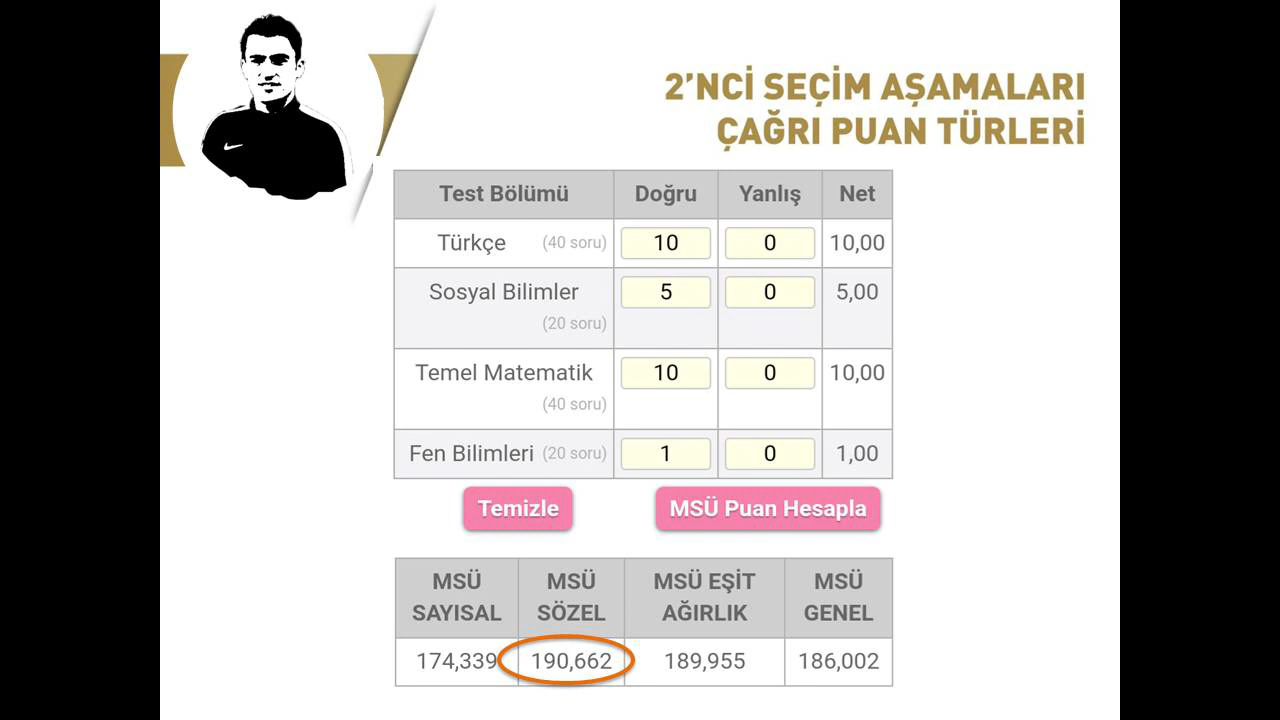 2'NCİ SEÇİM AŞAMALARI
ÇAĞRI PUAN TÜRLERİ
Test Bölümü Doğru Yanlış Net
Türkçe (40 soru) 10 0 10,00
Sosyal Bilimler 5 0 5,00
(20 soru)
Temel Matematik 10 0 10,00
(40 soru)
Fen Bilimleri (20 soru) 1 0 1,00
Temizle MSÜ Puan Hesapla
MSÜ MSÜ MSÜ EŞİT MSÜ
SAYISAL SÖZEL AĞIRLIK GENEL
174,339 190,662 189,955 186,002